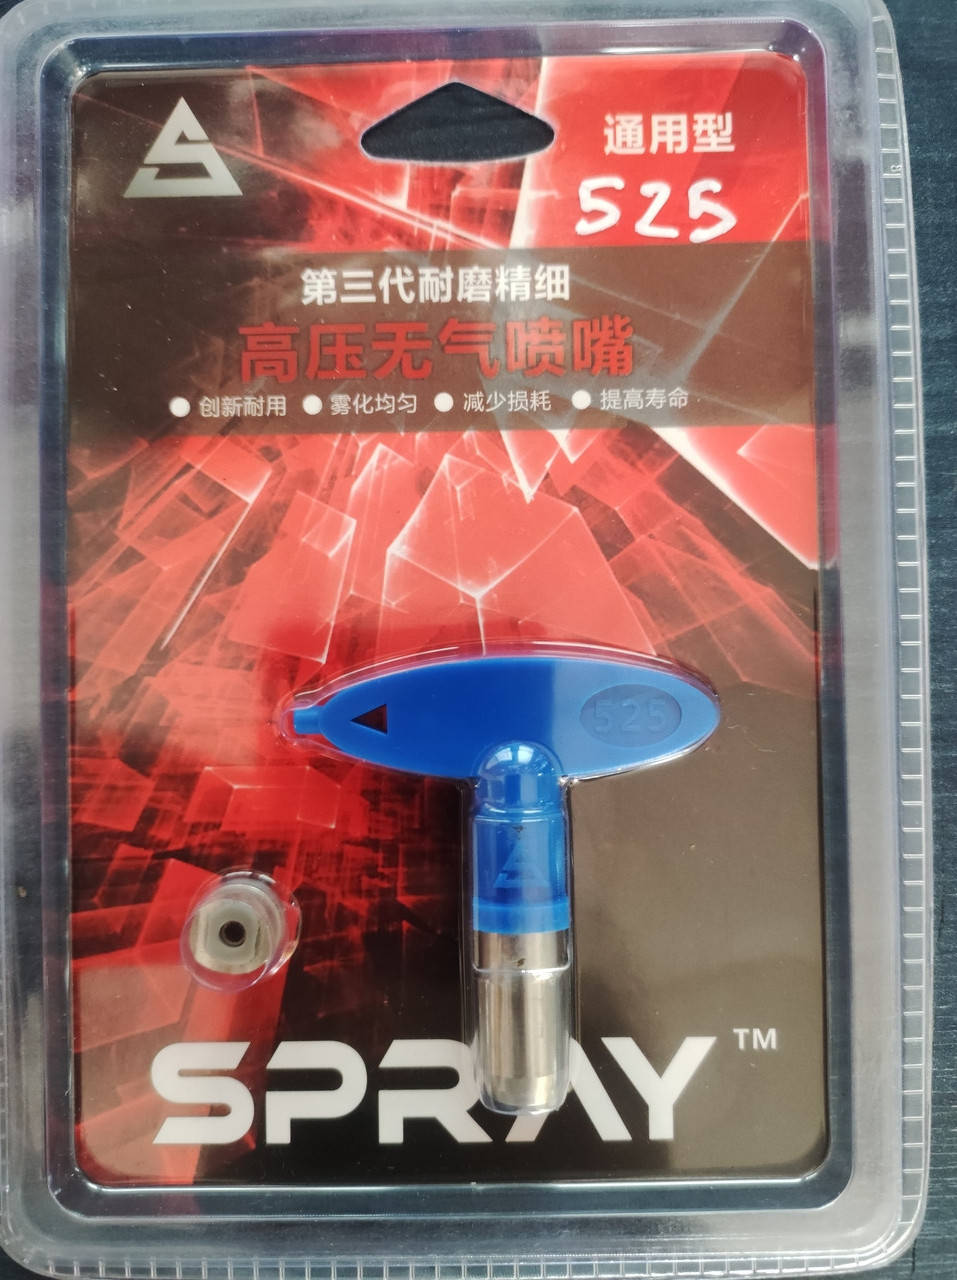 通用型
525
第三代耐磨精细
高压无气喷嘴
● 创新耐用 ● 雾化均匀 ● 减少损耗 ● 提高寿命
525
SPRAY™